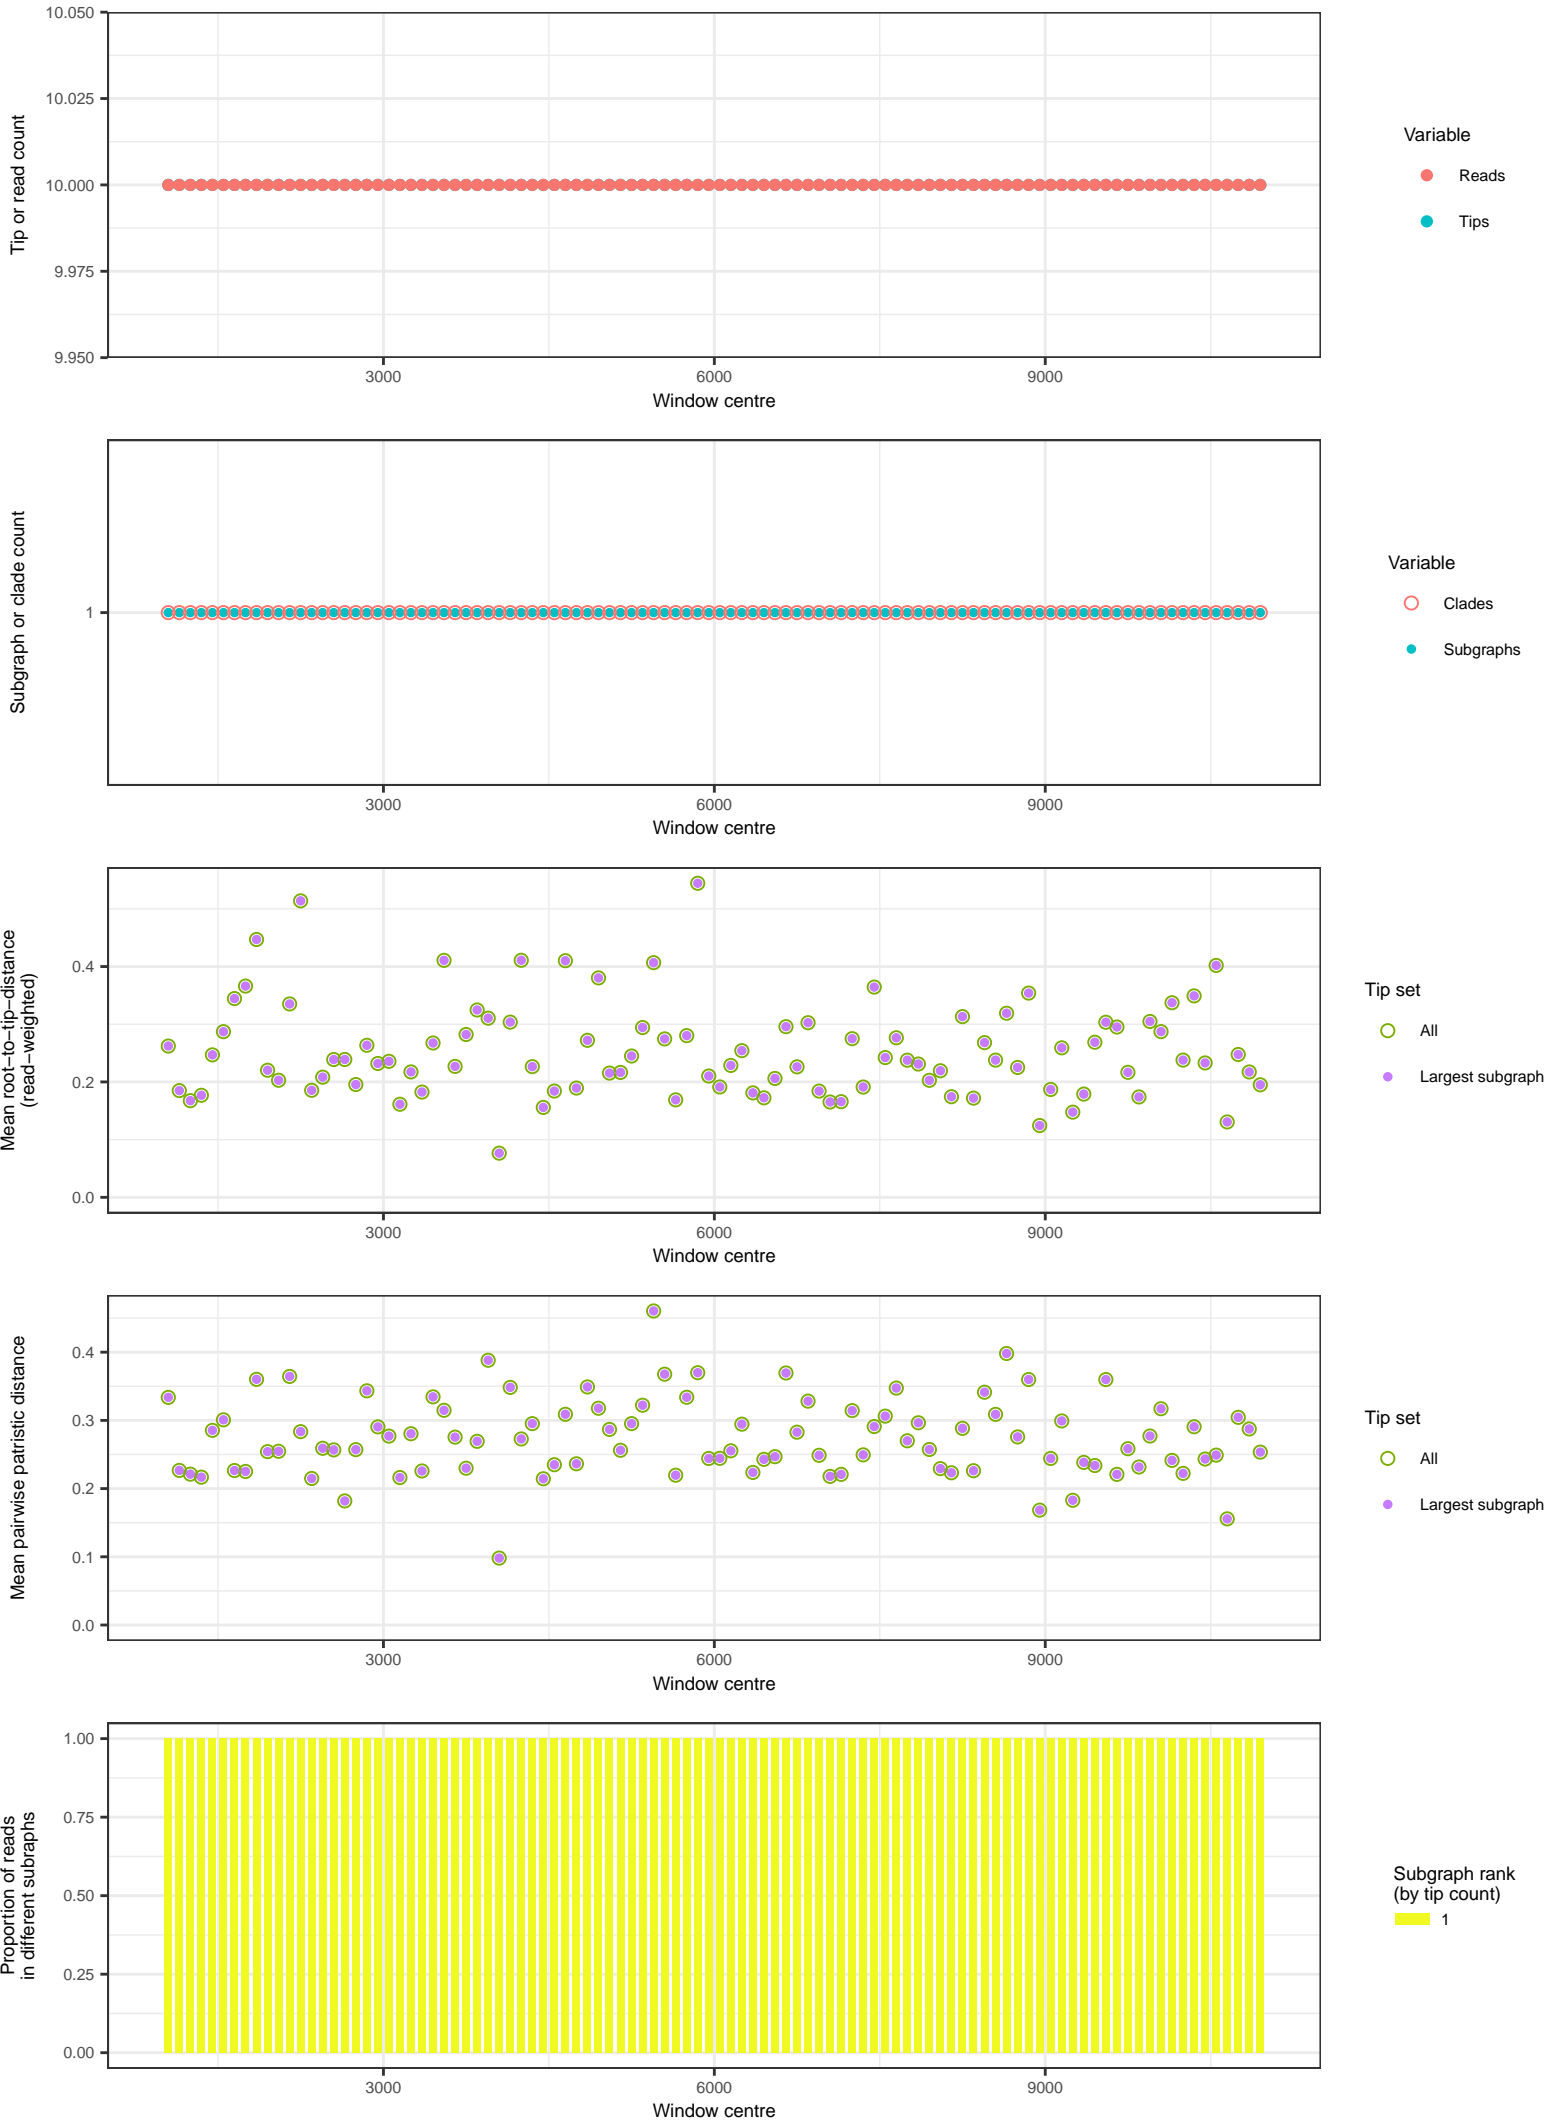 10.050
10.025
10.000
9.975
9.950
Tip or read count
3000 6000 9000
Window centre
Variable
Reads
Tips
Subgraph or clade count
1
3000 6000 9000
Window centre
Variable
Clades
Subgraphs
Mean root−to−tip−distance
(read−weighted)
0.4
0.2
0.0
3000 6000 9000
Window centre
Tip set
All
Largest subgraph
Mean pairwise patristic distance
0.4
0.3
0.2
0.1
0.0
3000 6000 9000
Window centre
Tip set
All
Largest subgraph
Proportion of reads
in different subraphs
1.00
0.75
0.50
0.25
0.00
3000 6000 9000
Window centre
Subgraph rank
(by tip count)
1